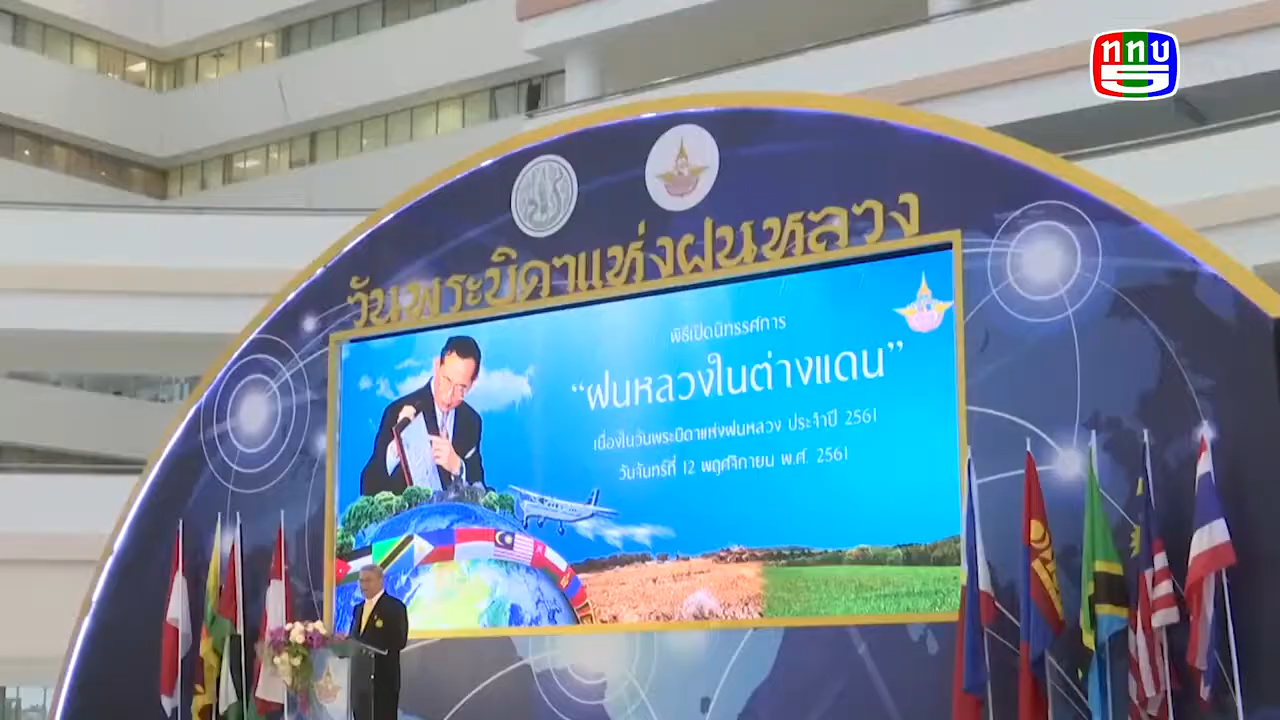 ททบ
5
วันพระบิดาแห่งฝนหลวง
พิธีเปิดนิทรรศการ
“ฝนหลวงในต่างแดน”
เนื่องในวันพระบิดาแห่งฝนหลวง ประจำปี 2561
วันจันทร์ที่ 12 พฤศจิกายน พ.ศ. 2561